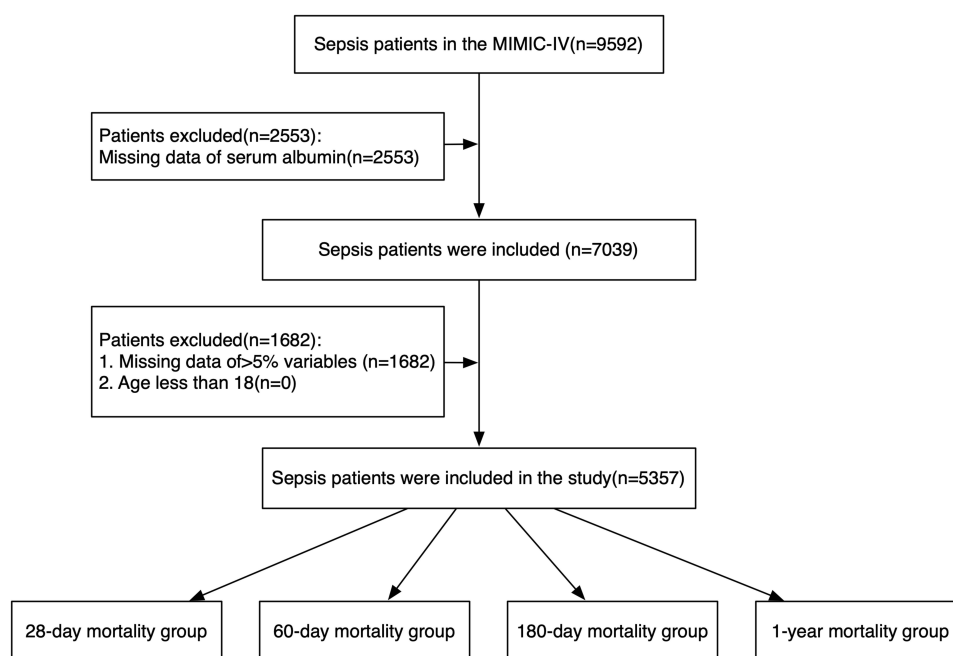 Sepsis patients in the MIMIC-IV(n=9592)
Patients excluded(n=2553):
Missing data of serum albumin(n=2553)
Sepsis patients were included (n=7039)
Patients excluded(n=1682):
1. Missing data of>5% variables (n=1682)
2. Age less than 18(n=0)
Sepsis patients were included in the study(n=5357)
28-day mortality group
60-day mortality group
180-day mortality group
1-year mortality group